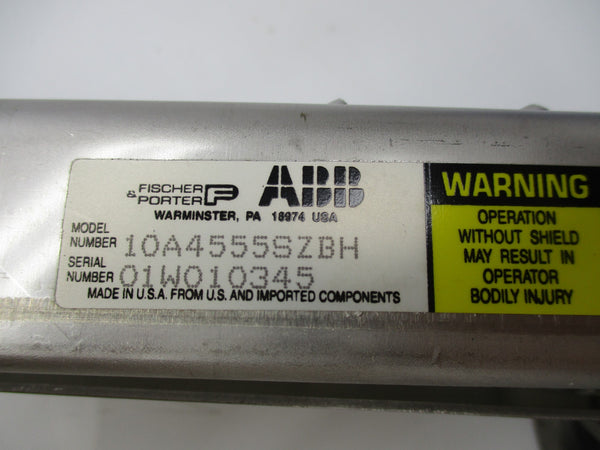 FISCHER
& PORTER F ABB
WARMINSTER, PA 18974 USA
MODEL
NUMBER 10A4555SZBH
SERIAL
NUMBER 01W010345
MADE IN U.S.A. FROM U.S. AND IMPORTED COMPONENTS
WARNING
OPERATION
WITHOUT SHIELD
MAY RESULT IN
OPERATOR
BODILY INJURY